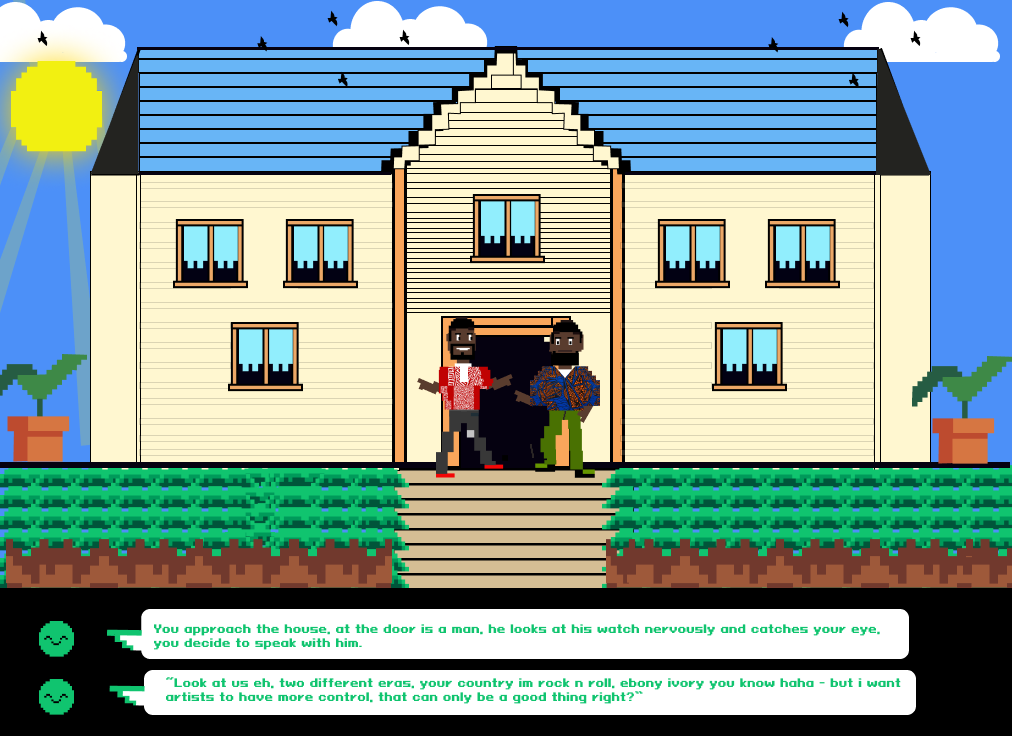 You approach the house, at the door is a man, he looks at his watch nervously and catches your eye,
you decide to speak with him.
"Look at us eh, two different eras, your country im rock n roll, ebony ivory you know haha - but i want
artists to have more control, that can only be a good thing right?"